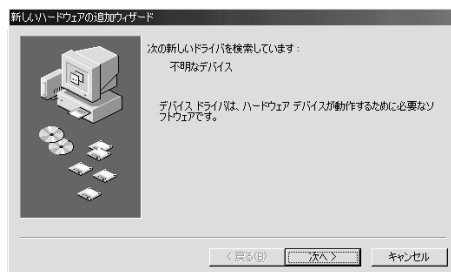 新しいハードウェアの追加ウィザード
次の新しいドライバを検索しています：
不明なデバイス
デバイス ドライバは、ハードウェア デバイスが動作するために必要なソ
フトウェアです。
< 戻る(B)
次へ >
キャンセル